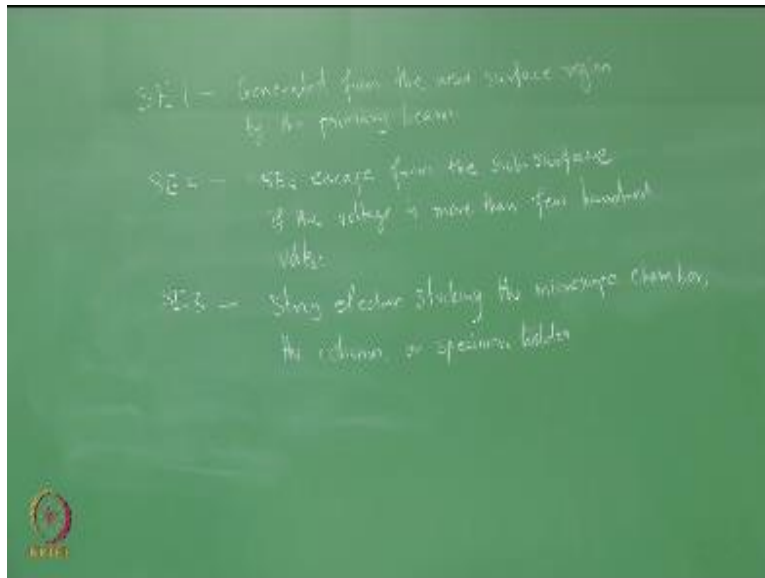 SE1 - Generated from the near surface region
by the primary beam
SE2 - SEs escape from the sub-surface
if the voltage is more than few hundred
volts.
SE3 - Stray electron striking the microscope chamber,
the column or specimen holder
NPTEL